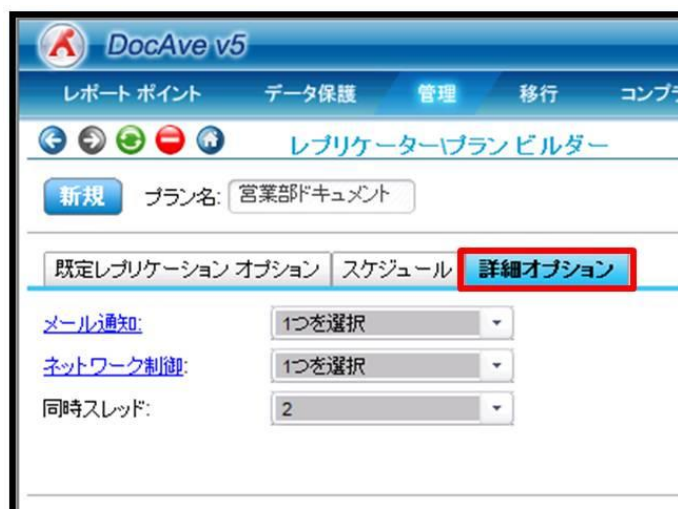 DocAve v5
レポート ポイント データ保護 管理 移行 コンプラ
レプリケーター\プラン ビルダー
新規 プラン名: 営業部ドキュメント
既定レプリケーション オプション スケジュール 詳細オプション
メール通知: 1つを選択
ネットワーク制御: 1つを選択
同時スレッド: 2